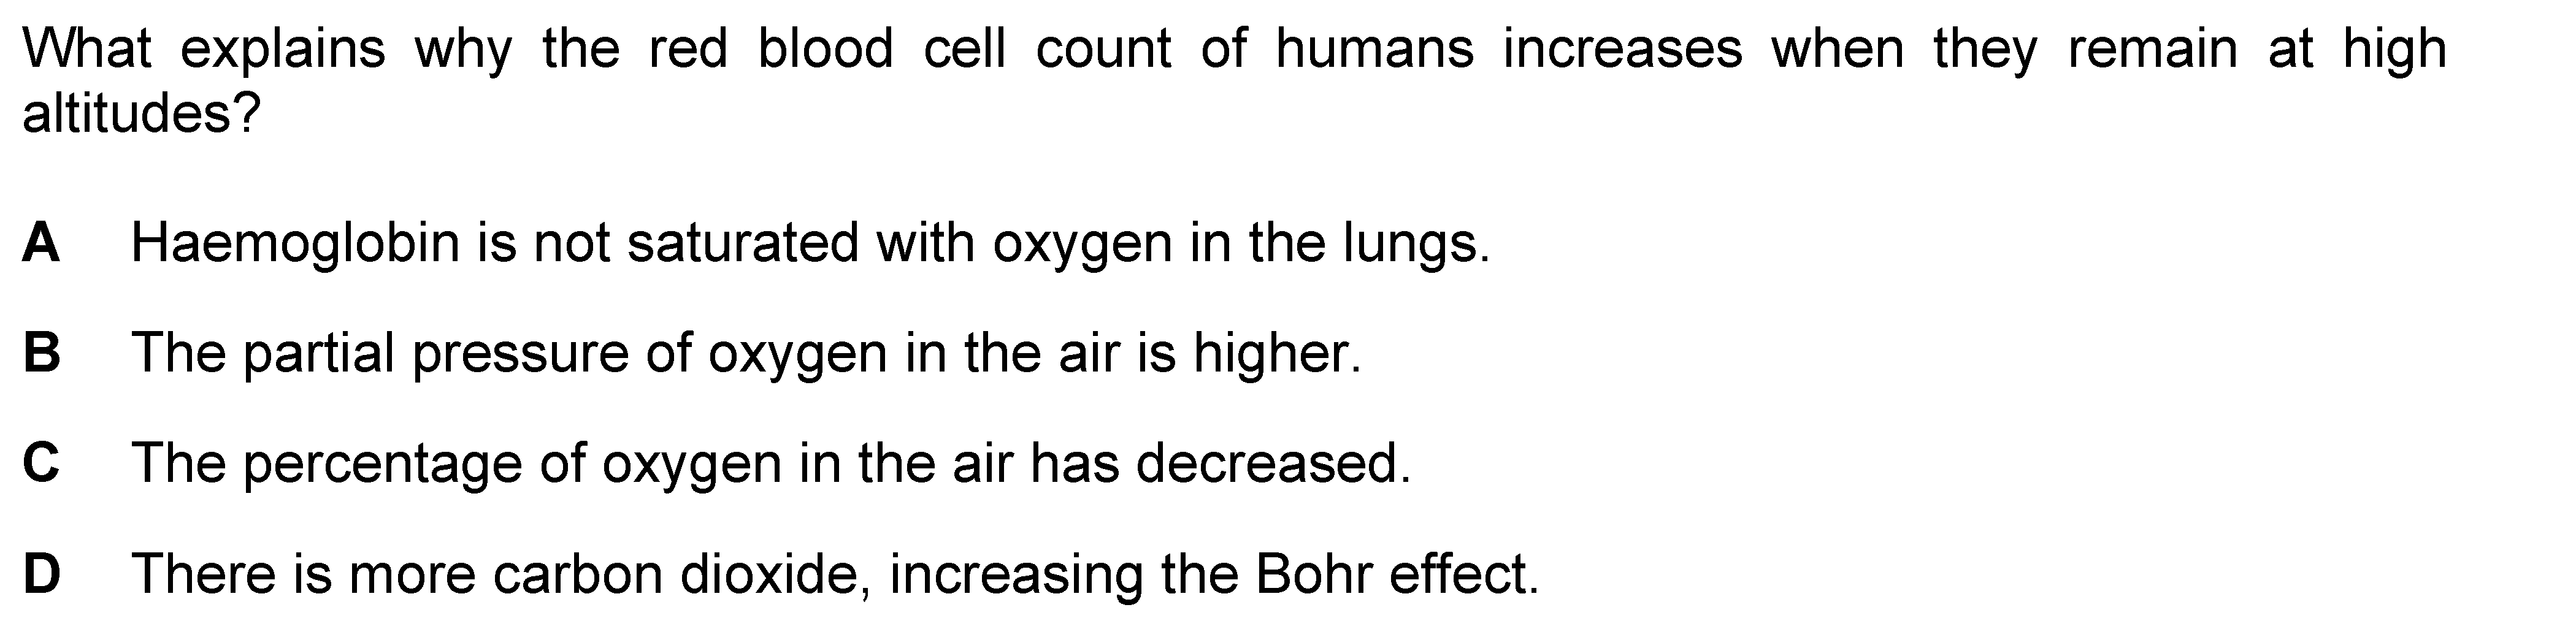 What explains why the red blood cell count of humans increases when they remain at high
altitudes?
A Haemoglobin is not saturated with oxygen in the lungs.
B The partial pressure of oxygen in the air is higher.
C The percentage of oxygen in the air has decreased.
D There is more carbon dioxide, increasing the Bohr effect.